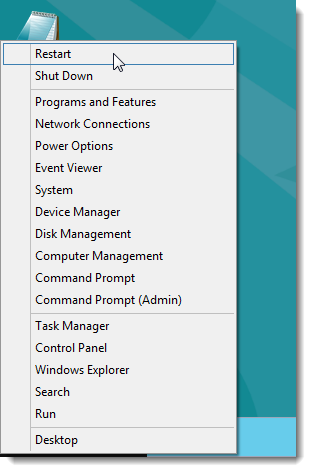 Restart
Shut Down
Programs and Features
Network Connections
Power Options
Event Viewer
System
Device Manager
Disk Management
Computer Management
Command Prompt
Command Prompt (Admin)
Task Manager
Control Panel
Windows Explorer
Search
Run
Desktop